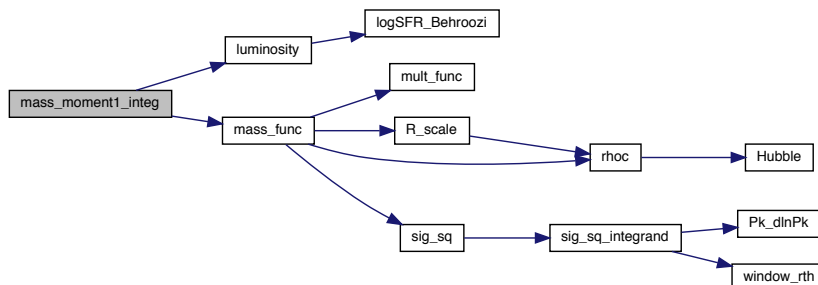 logSFR_Behroozi
luminosity
mult_func
mass_moment1_integ
mass_func
R_scale
rhoc
Hubble
Pk_dlnPk
sig_sq
sig_sq_integrand
window_rth